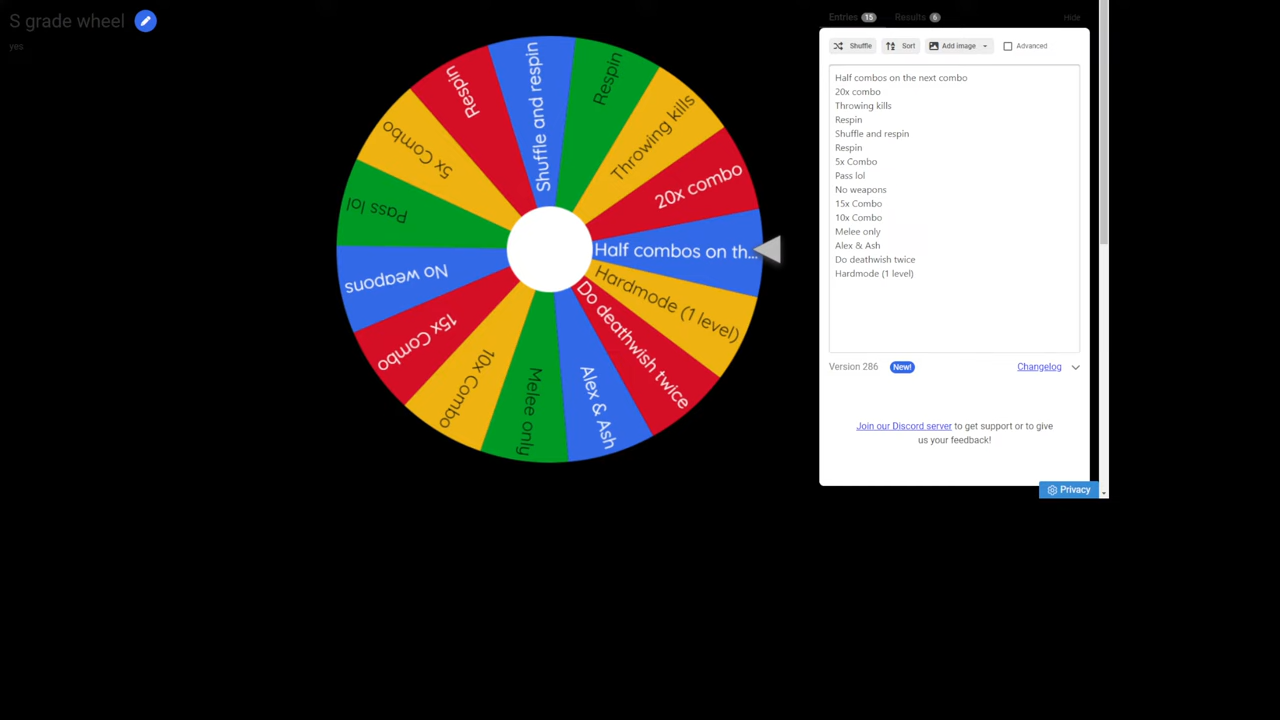 S grade wheel
yes
Respin
Shuffle and respin
Respin
Throwing kills
20x combo
Half combos on th...
Hardmode (1 level)
Do deathwish twice
Alex & Ash
Melee only
10x Combo
15x Combo
No weapons
Pass lol
5x Combo
Entries 15 Results 6 Hide
Shuffle Sort Add image Advanced
Half combos on the next combo
20x combo
Throwing kills
Respin
Shuffle and respin
Respin
5x Combo
Pass lol
No weapons
15x Combo
10x Combo
Melee only
Alex & Ash
Do deathwish twice
Hardmode (1 level)
Version 286 New! Changelog
Join our Discord server to get support or to give
us your feedback!
Privacy